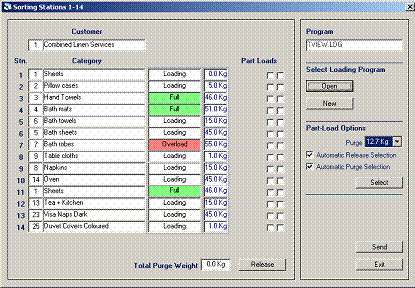 Sorting Stations 1-14
Customer
1 Combined Linen Services
Stn. Category Part Loads
1 1 Sheets Loading 0.0 Kg
2 2 Pillow cases Loading 5.0 Kg
3 3 Hand Towels Full 46.0 Kg
4 4 Bath mats Full 51.0 Kg
5 6 Bath towels Loading 15.0 Kg
6 5 Bath sheets Loading 45.0 Kg
7 7 Bath robes Overload 55.0 Kg
8 9 Table cloths Loading 1.0 Kg
9 8 Napkins Loading 15.0 Kg
10 14 Oven Loading 45.0 Kg
11 1 Sheets Full 46.0 Kg
12 13 Tea + Kitchen Loading 15.0 Kg
13 23 Visa Naps Dark Loading 45.0 Kg
14 25 Duvet Covers Coloured Loading 1.0 Kg
Total Purge Weight 0,0 Kg Release
Program
TVIEW.LDG
Select Loading Program
Open
New
Part-Load Options
Purge 12.7 Kg
Automatic Release Selection
Automatic Purge Selection
Select
Send
Exit